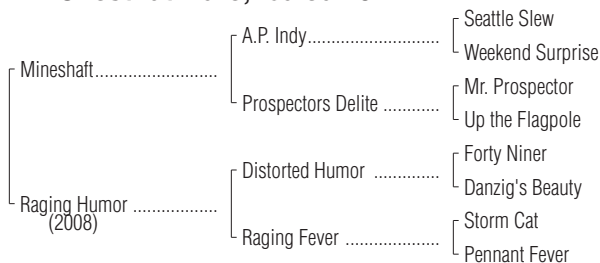 Seattle Slew
A.P. Indy
Weekend Surprise
Mineshaft
Mr. Prospector
Prospectors Delite
Up the Flagpole
Forty Niner
Distorted Humor
Danzig's Beauty
Raging Humor
(2008)
Storm Cat
Raging Fever
Pennant Fever